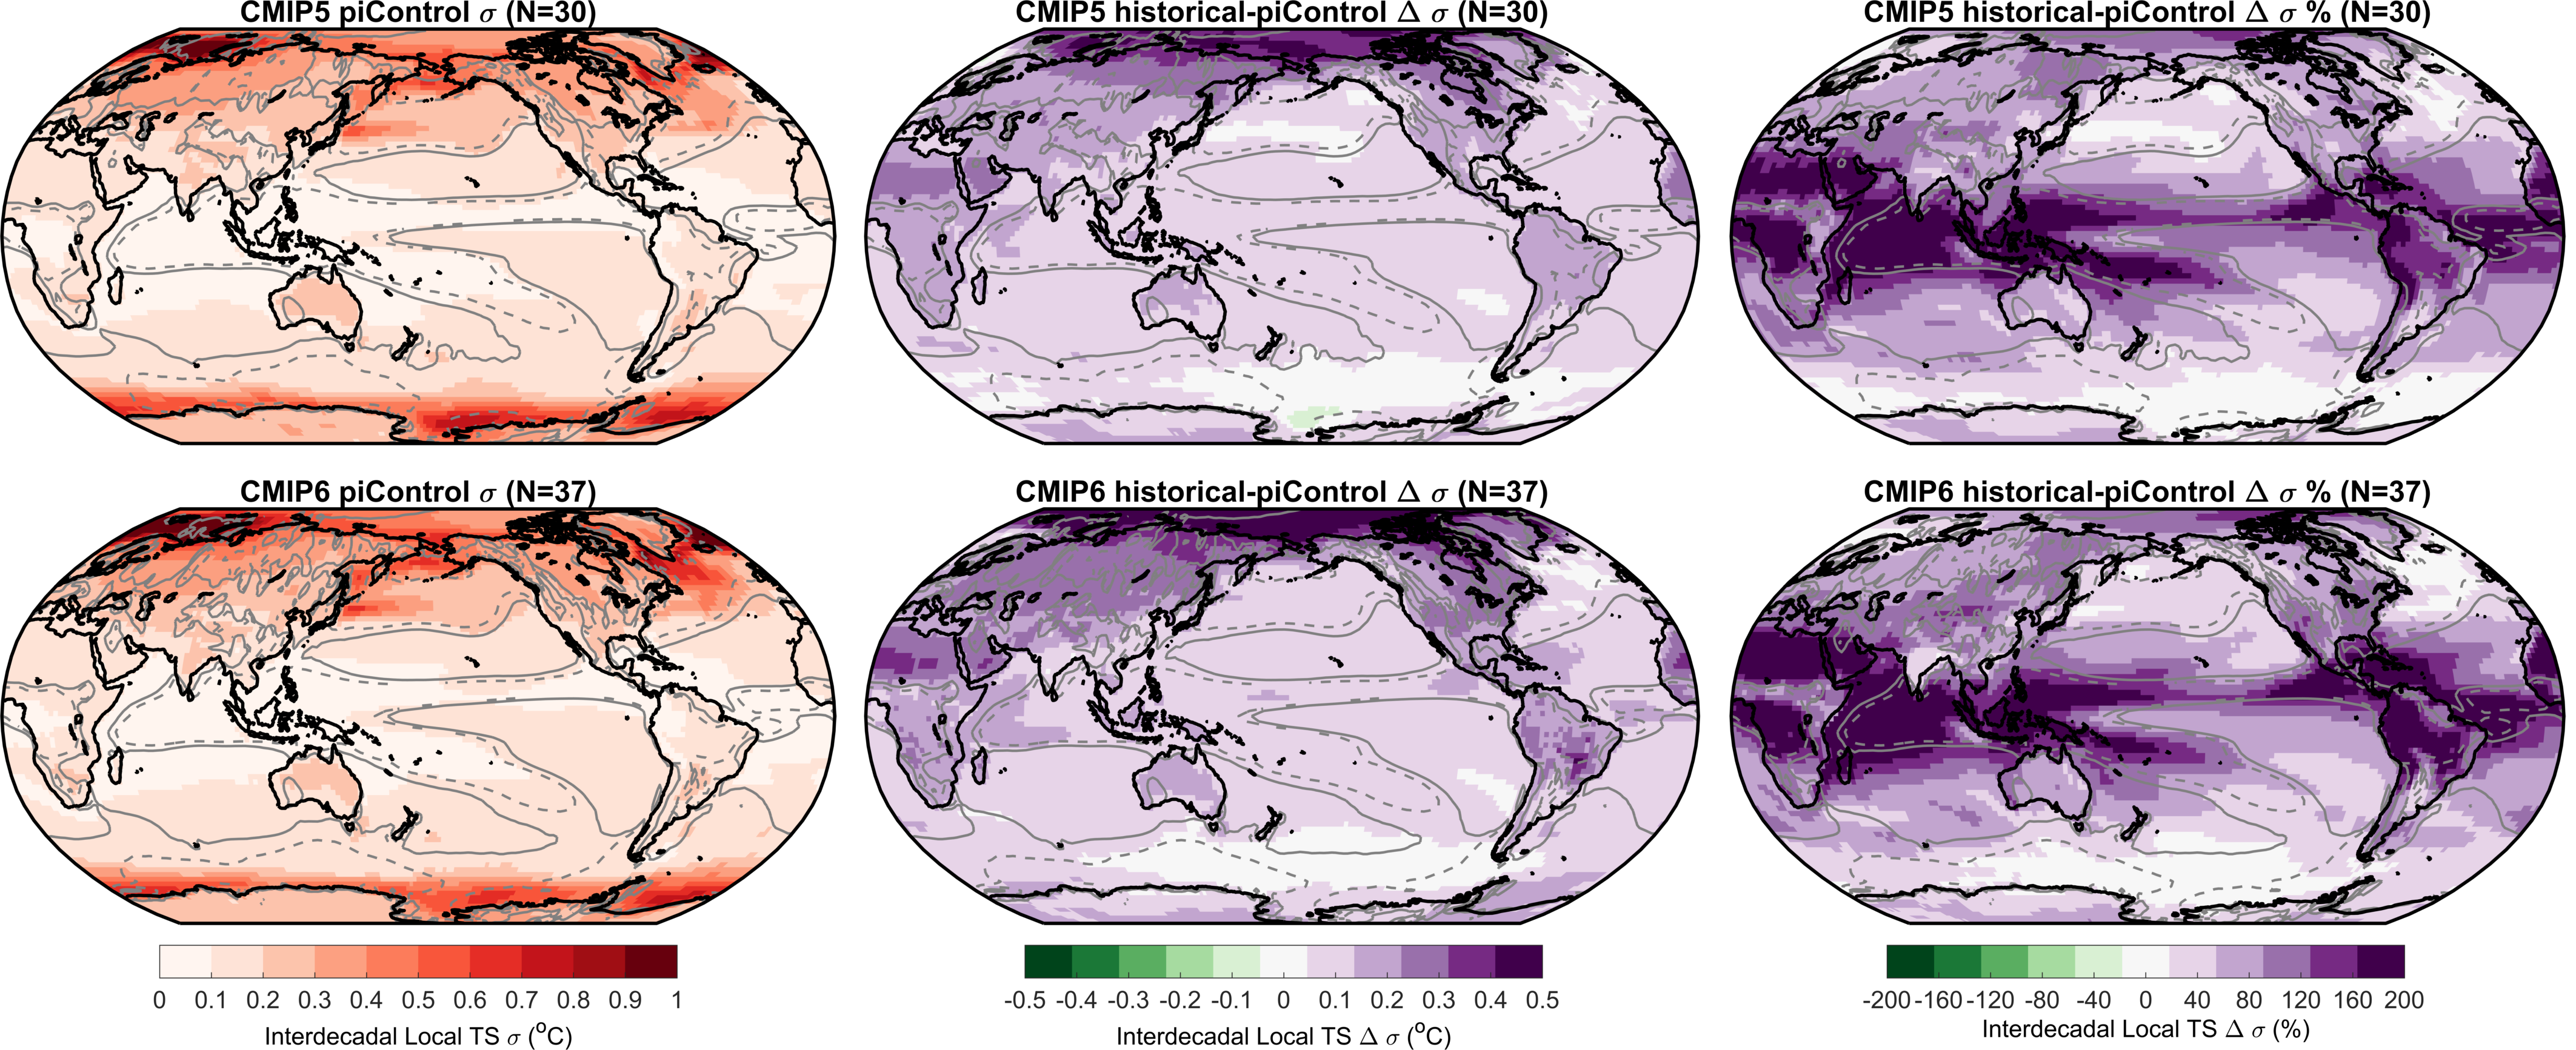 CMIP5 piControl σ (N=30)
CMIP5 historical-piControl Δ σ (N=30)
CMIP5 historical-piControl Δ σ % (N=30)
CMIP6 piControl σ (N=37)
CMIP6 historical-piControl Δ σ (N=37)
CMIP6 historical-piControl Δ σ % (N=37)
0 0.1 0.2 0.3 0.4 0.5 0.6 0.7 0.8 0.9 1
Interdecadal Local TS σ (°C)
-0.5 -0.4 -0.3 -0.2 -0.1 0 0.1 0.2 0.3 0.4 0.5
Interdecadal Local TS Δ σ (°C)
-200 -160 -120 -80 -40 0 40 80 120 160 200
Interdecadal Local TS Δ σ (%)